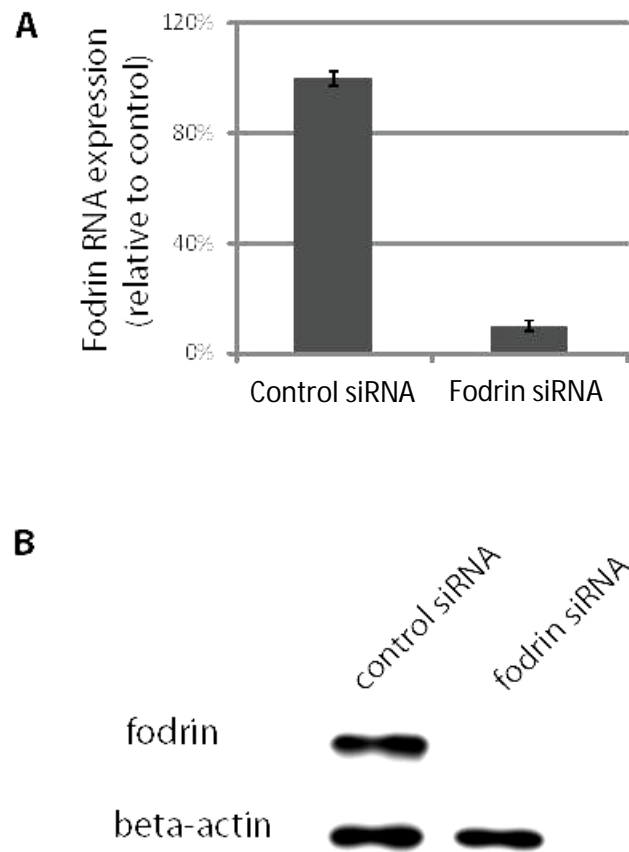 A
Fodrin RNA expression
(relative to control)
120%
80%
40%
0%
Control siRNA
Fodrin siRNA
B
control siRNA
fodrin siRNA
fodrin
beta-actin